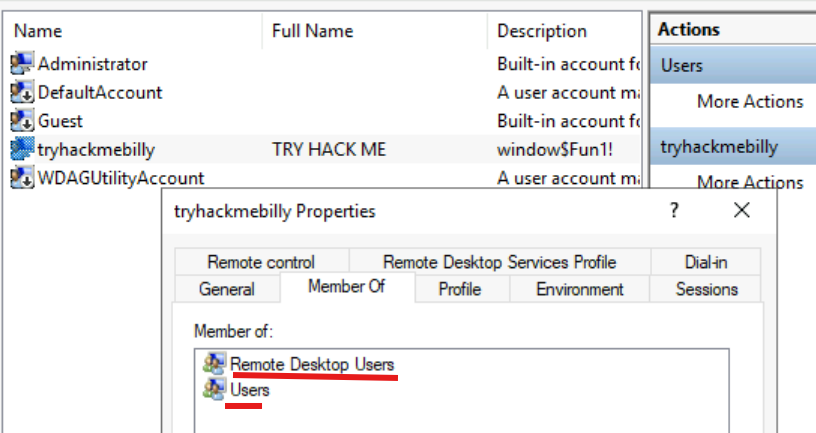 Name Full Name Description Actions
Administrator Built-in account fo Users
DefaultAccount A user account ma More Actions
Guest Built-in account fo
tryhackmebilly TRY HACK ME window$Fun1! tryhackmebilly
WDAGUtilityAccount A user account ma More Actions
tryhackmebilly Properties ? X
Remote control Remote Desktop Services Profile Dial-in
General Member Of Profile Environment Sessions
Member of:
Remote Desktop Users
Users